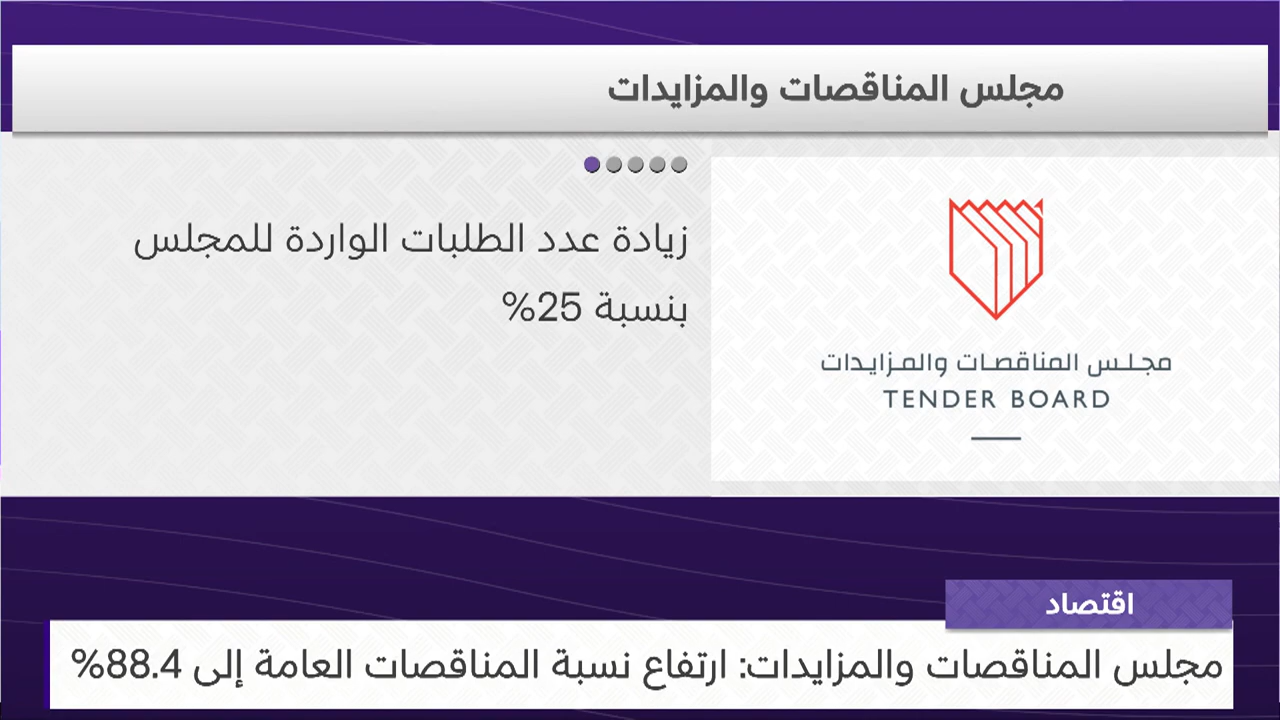 مجلس المناقصات والمزايدات
زيادة عدد الطلبات الواردة للمجلس
بنسبة 25%
مجلس المناقصات والمزايدات
TENDER BOARD
اقتصاد
مجلس المناقصات والمزايدات: ارتفاع نسبة المناقصات العامة إلى 88.4%